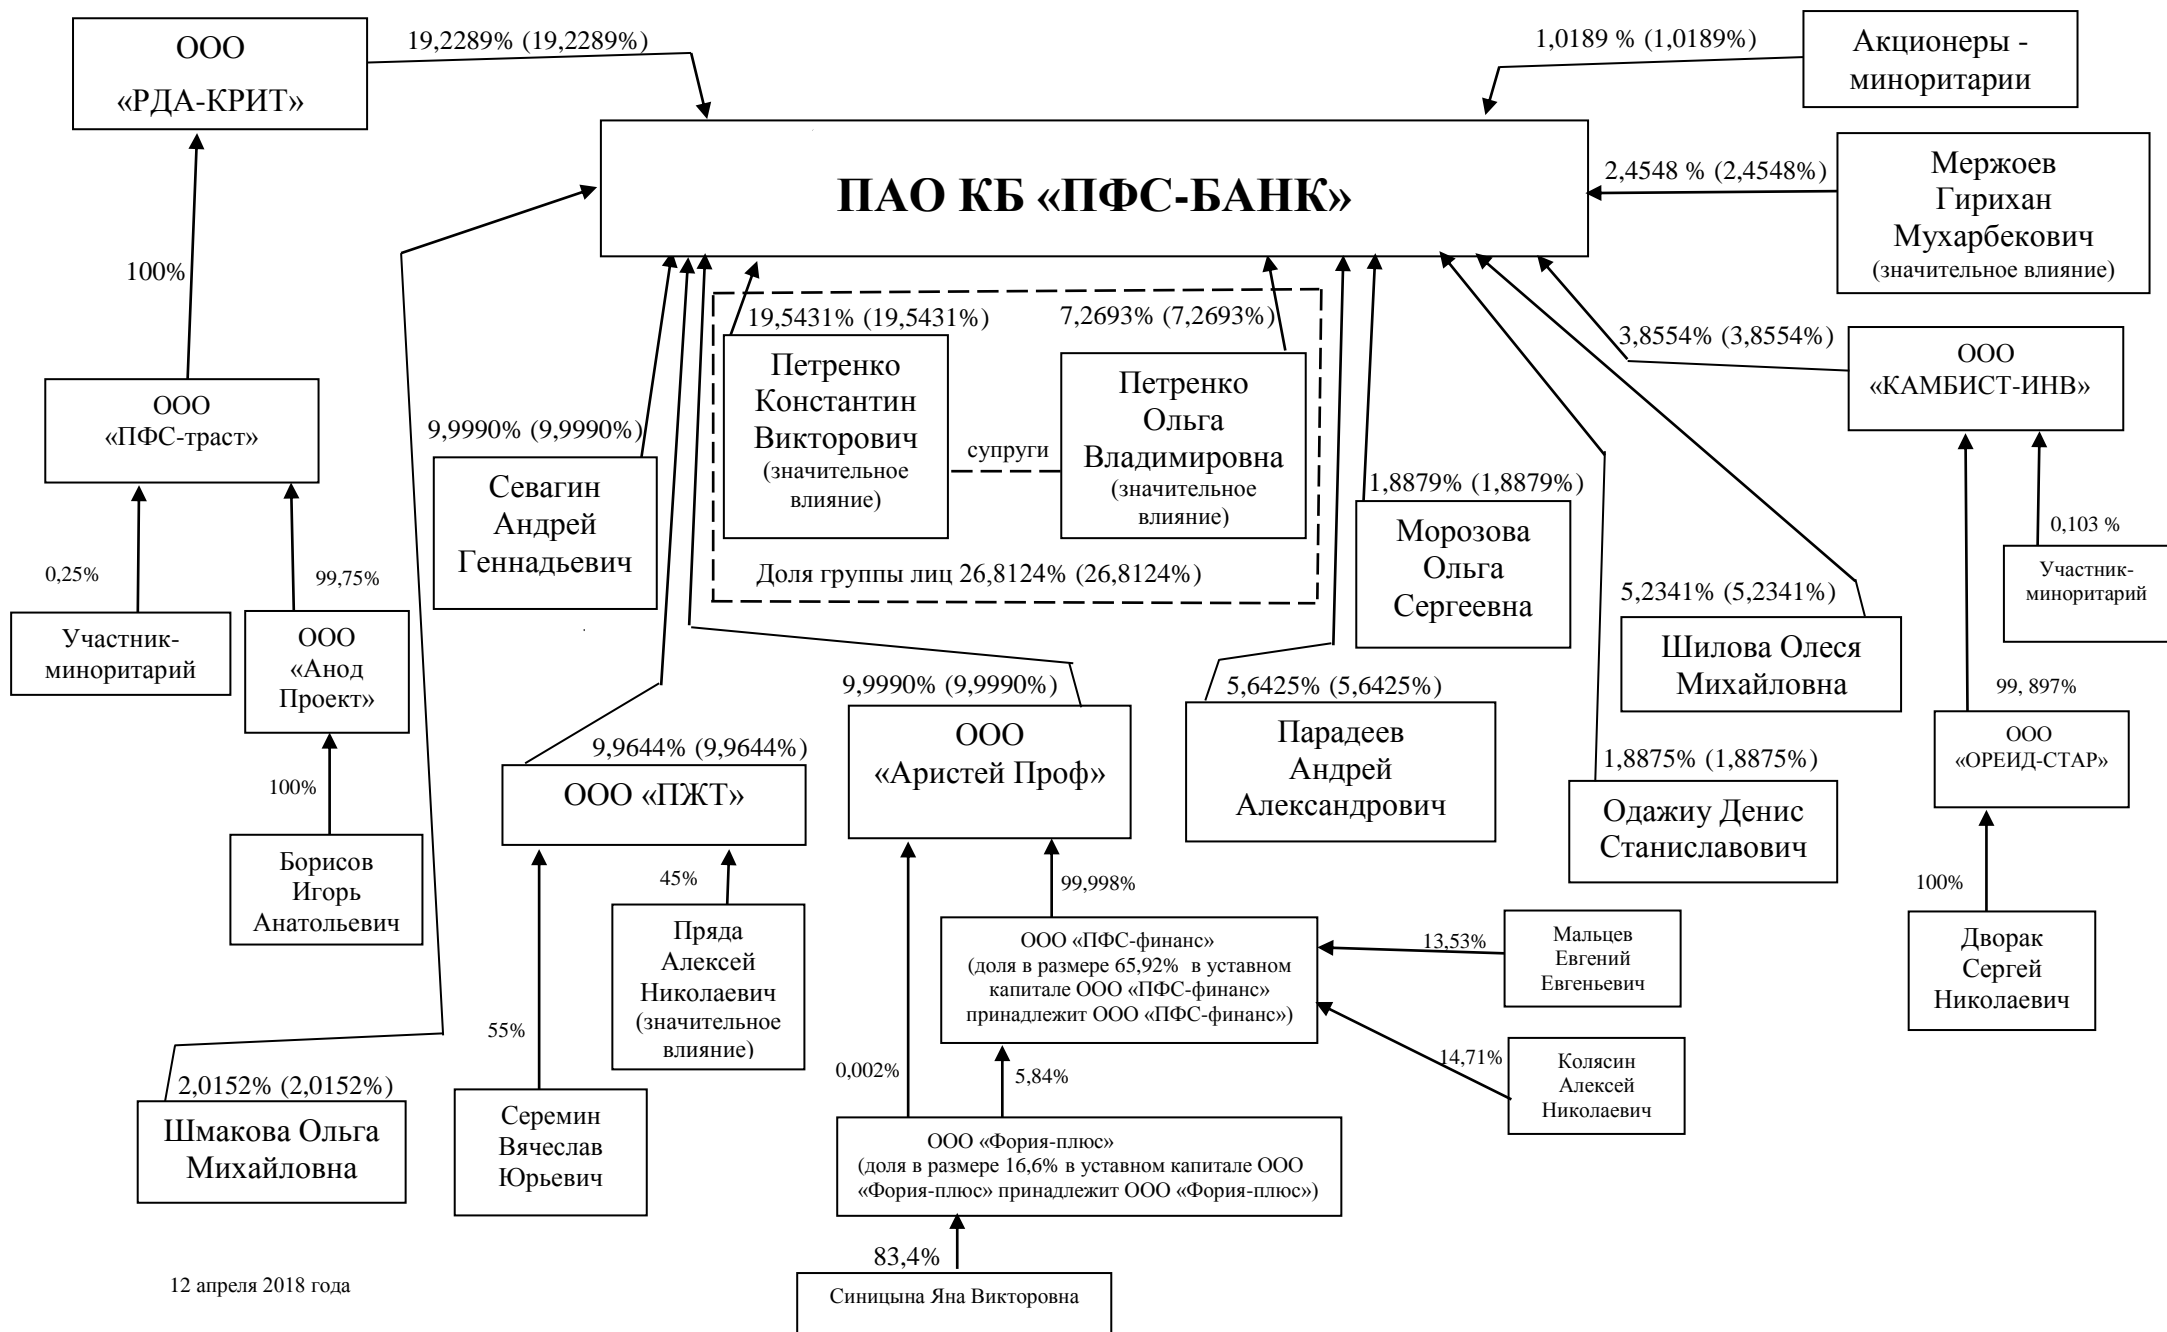 ООО
«РДА-КРИТ»
19,2289% (19,2289%)
1,0189 % (1,0189%)
Акционеры -
миноритарии
ПАО КБ «ПФС-БАНК»
2,4548 % (2,4548%)
Мержоев
Гирихан
Мухарбекович
(значительное влияние)
100%
19,5431% (19,5431%)
7,2693% (7,2693%)
3,8554% (3,8554%)
ООО
«КАМБИСТ-ИНВ»
ООО
«ПФС-траст»
9,9990% (9,9990%)
Севагин
Андрей
Геннадьевич
Петренко
Константин
Викторович
(значительное
влияние)
супруги
Петренко
Ольга
Владимировна
(значительное
влияние)
Доля группы лиц 26,8124% (26,8124%)
1,8879% (1,8879%)
Морозова
Ольга
Сергеевна
0,103 %
Участник-
миноритарий
0,25%
99,75%
5,2341% (5,2341%)
Шилова Олеся
Михайловна
Участник-
миноритарий
ООО
«Анод
Проект»
9,9990% (9,9990%)
5,6425% (5,6425%)
99, 897%
ООО
«Аристей Проф»
Парадеев
Андрей
Александрович
ООО
«ОРЕИД-СТАР»
9,9644% (9,9644%)
ООО «ПЖТ»
1,8875% (1,8875%)
Одажиу Денис
Станиславович
100%
Борисов
Игорь
Анатольевич
45%
99,998%
100%
Пряда
Алексей
Николаевич
(значительное
влияние)
ООО «ПФС-финанс»
(доля в размере 65,92% в уставном
капитале ООО «ПФС-финанс»
принадлежит ООО «ПФС-финанс»)
13,53%
Мальцев
Евгений
Евгеньевич
Дворак
Сергей
Николаевич
55%
0,002%
5,84%
14,71%
Колясин
Алексей
Николаевич
2,0152% (2,0152%)
Шмакова Ольга
Михайловна
Серемин
Вячеслав
Юрьевич
ООО «Фория-плюс»
(доля в размере 16,6% в уставном капитале ООО
«Фория-плюс» принадлежит ООО «Фория-плюс»)
83,4%
12 апреля 2018 года
Синицына Яна Викторовна